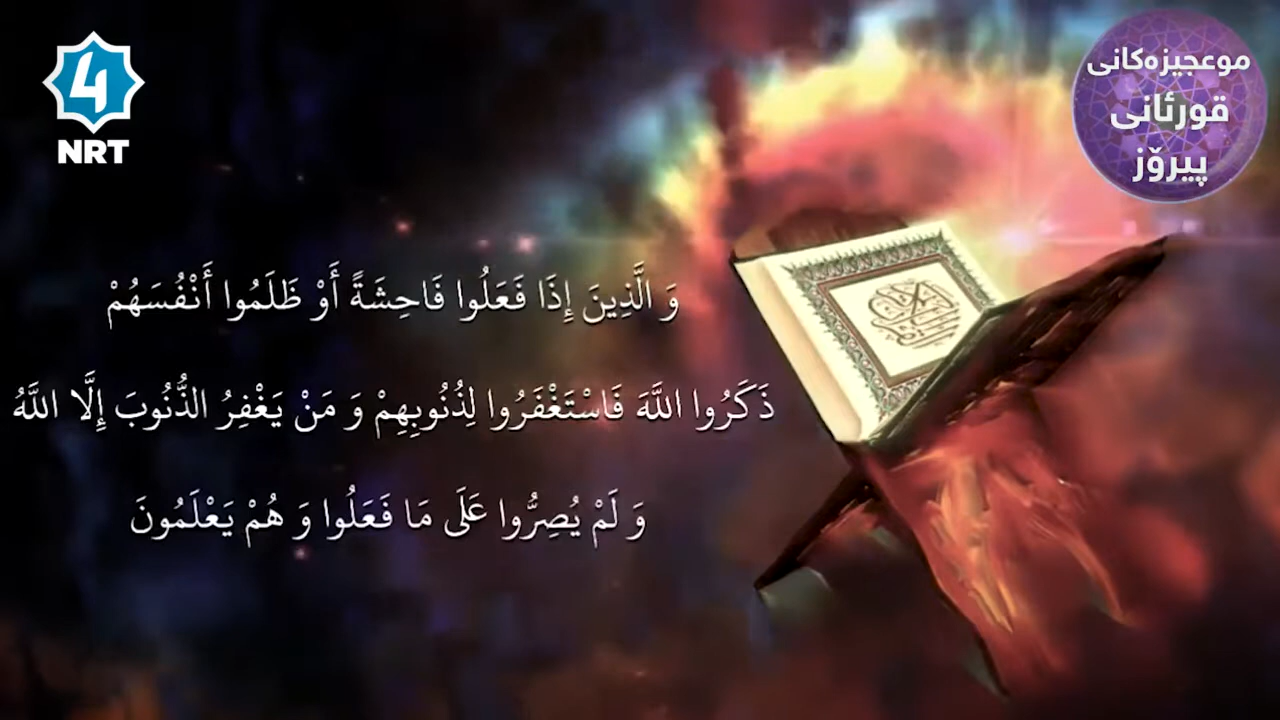 4
NRT
موعجیزەکانی
قورئانی
پیرۆز
وَ الَّذِينَ إِذَا فَعَلُوا فَاحِشَةً أَوْ ظَلَمُوا أَنْفُسَهُمْ
ذَكَرُوا اللَّهَ فَاسْتَغْفَرُوا لِذُنُوبِهِمْ وَ مَنْ يَغْفِرُ الذُّنُوبَ إِلَّا اللَّهُ
وَ لَمْ يُصِرُّوا عَلَى مَا فَعَلُوا وَ هُمْ يَعْلَمُونَ